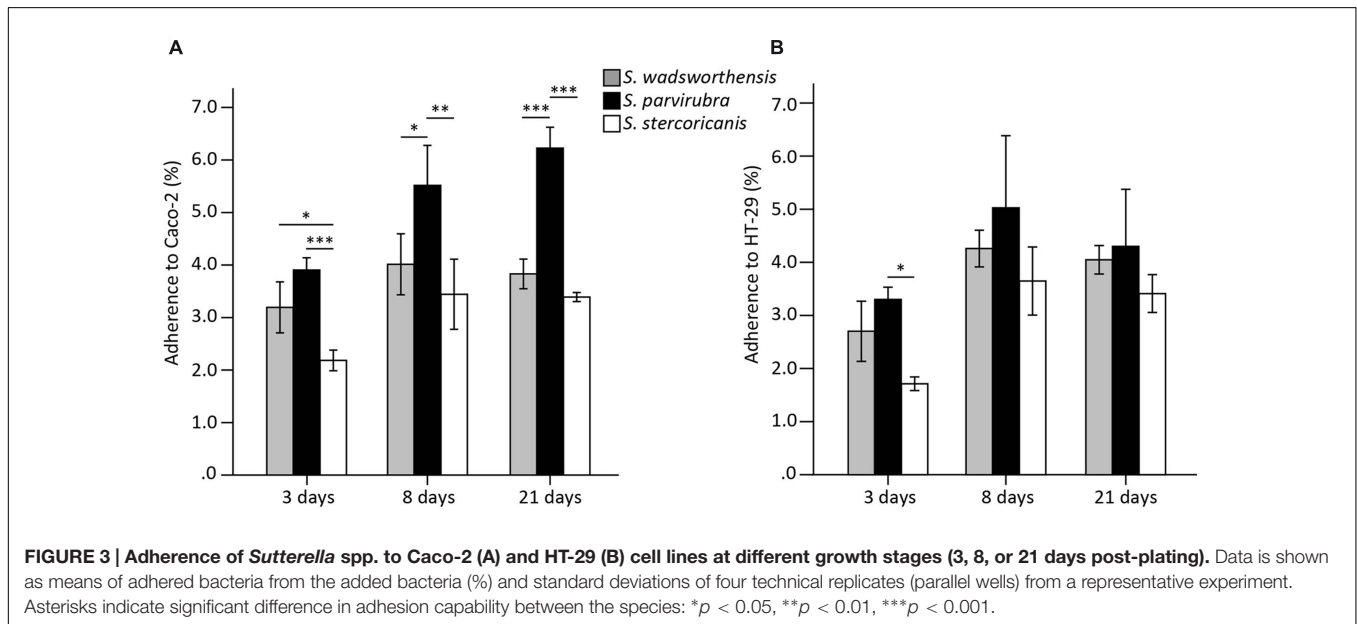 A
B
S. wadsworthensis
S. parvirubra
S. stercoricanis
Adherence to Caco-2 (%)
7.0
6.0
5.0
4.0
3.0
2.0
1.0
.0
*
***
*
**
***
***
3 days
8 days
21 days
Adherence to HT-29 (%)
7.0
6.0
5.0
4.0
3.0
2.0
1.0
.0
*
3 days
8 days
21 days
FIGURE 3 | Adherence of Sutterella spp. to Caco-2 (A) and HT-29 (B) cell lines at different growth stages (3, 8, or 21 days post-plating). Data is shown
as means of adhered bacteria from the added bacteria (%) and standard deviations of four technical replicates (parallel wells) from a representative experiment.
Asterisks indicate significant difference in adhesion capability between the species: *p < 0.05, **p < 0.01, ***p < 0.001.